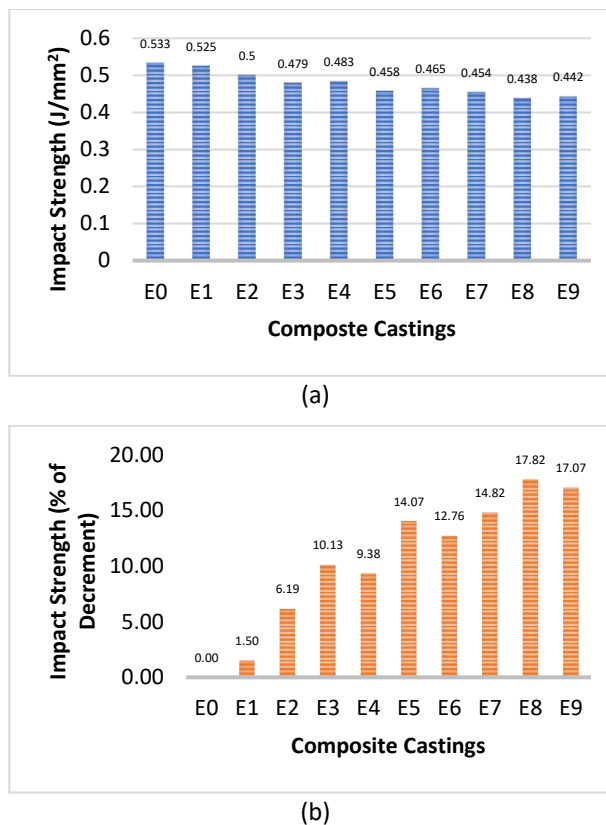 Impact Strength (J/mm²)
0.6
0.5
0.4
0.3
0.2
0.1
0
0.533 0.525 0.5 0.479 0.483 0.458 0.465 0.454 0.438 0.442
E0 E1 E2 E3 E4 E5 E6 E7 E8 E9
Composte Castings
(a)
Impact Strength (% of
Decrement)
20.00
15.00
10.00
5.00
0.00
0.00 1.50 6.19 10.13 9.38 14.07 12.76 14.82 17.82 17.07
E0 E1 E2 E3 E4 E5 E6 E7 E8 E9
Composite Castings
(b)